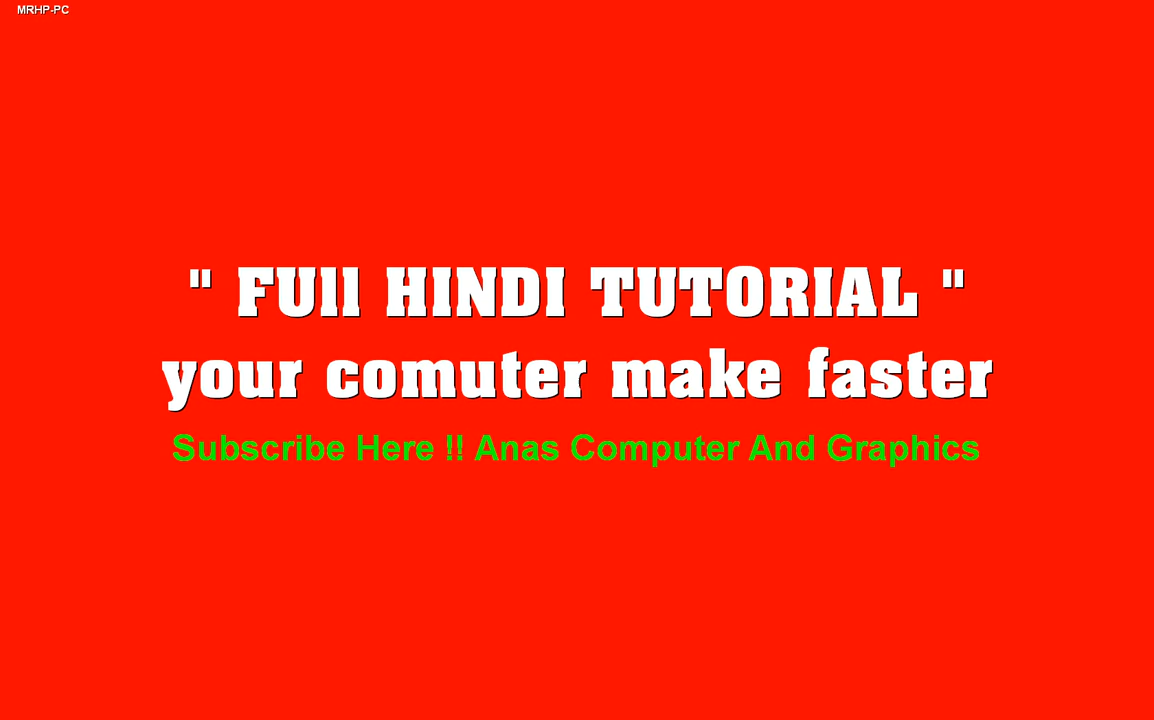 MRHP-PC
" FUll HINDI TUTORIAL "
your comuter make faster
Subscribe Here !! Anas Computer And Graphics